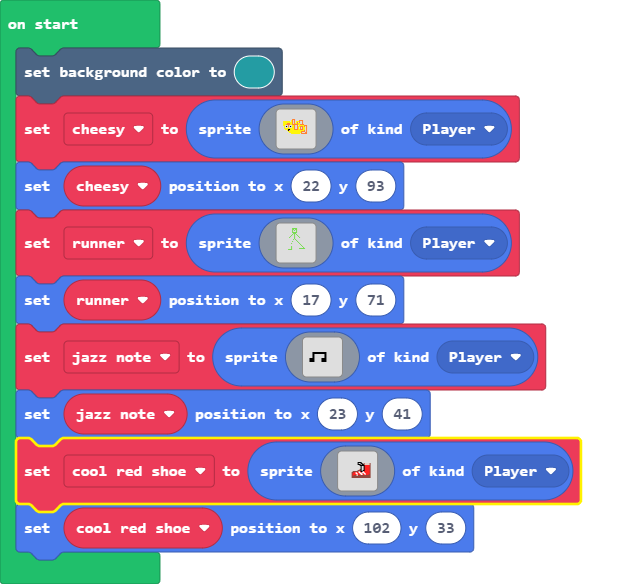 on start
set background color to
set cheesy to sprite of kind Player
set cheesy position to x 22 y 93
set runner to sprite of kind Player
set runner position to x 17 y 71
set jazz note to sprite of kind Player
set jazz note position to x 23 y 41
set cool red shoe to sprite of kind Player
set cool red shoe position to x 102 y 33